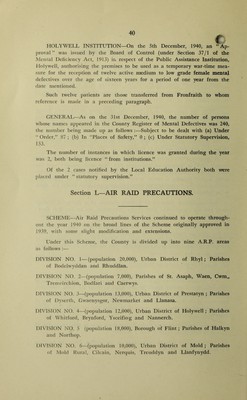 40
HOLYWELL INSTITUTION—On the 5th December, 1940, an "Ap-
proval" was issued by the Board of Control (under Section 37/1 of the
Mental Deficiency Act, 1913) in respect of the Public Assistance Institution,
Holywell, authorising the premises to be used as a temporary war-time mea-
sure for the reception of twelve active medium to low grade female mental
defectives over the age of sixteen years for a period of one year from the
date mentioned.
Such twelve patients are those transferred from Fronfraith to whom
reference is made in a preceding paragraph.
GENERAL—As on the 31st December, 1940, the number of persons
whose names appeared in the County Register of Mental Defectives was 240,
the number being made up as follows:—Subject to be dealt with (a) Under
"Order," 87; (b) In "Places of Safety," 0; (c) Under Statutory Supervision,
153.
The number of instances in which licence was granted during the year
was 2, both being licence "from institutions."
Of the 2 cases notified by the Local Education Authority both were
placed under "statutory supervision."
Section L—AIR RAID PRECAUTIONS.
SCHEME—Air Raid Precautions Services continued to operate through-
out the year 1940 on the broad lines of the Scheme originally approved in
1939, with some slight modification and extensions.
Under this Scheme, the County is divided up into nine A.R.P. areas
as follows :—
DIVISION NO. 1—(population 20,000), Urban District of Rhyl; Parishes
of Bodelwyddan and Rhuddlan.
DIVISION NO. 2—(population 7,000), Parishes of St. Asaph, Waen, Cwm,
Tremeirchion, Bodfari and Caerwys.
DIVISION NO. 3—(population 13,000), Urban District of Prestatyn; Parishes
of Dyserth, Gwaenysgor, Newmarket and Llanasa.
DIVISION NO. 4—(population 12,000), Urban District of Holywell; Parishes
of Whitford, Brynford, Ysceifiog and Nannerch.
DIVISION NO. 5—(population 10,000), Borough of Flint; Parishes of Halkyn
and Northop.
DIVISION NO. 6—(population 10,000), Urban District of Mold; Parishes
of Mold Rural, Cilcain, Nerquis, Treuddyn and Llanfynydd.